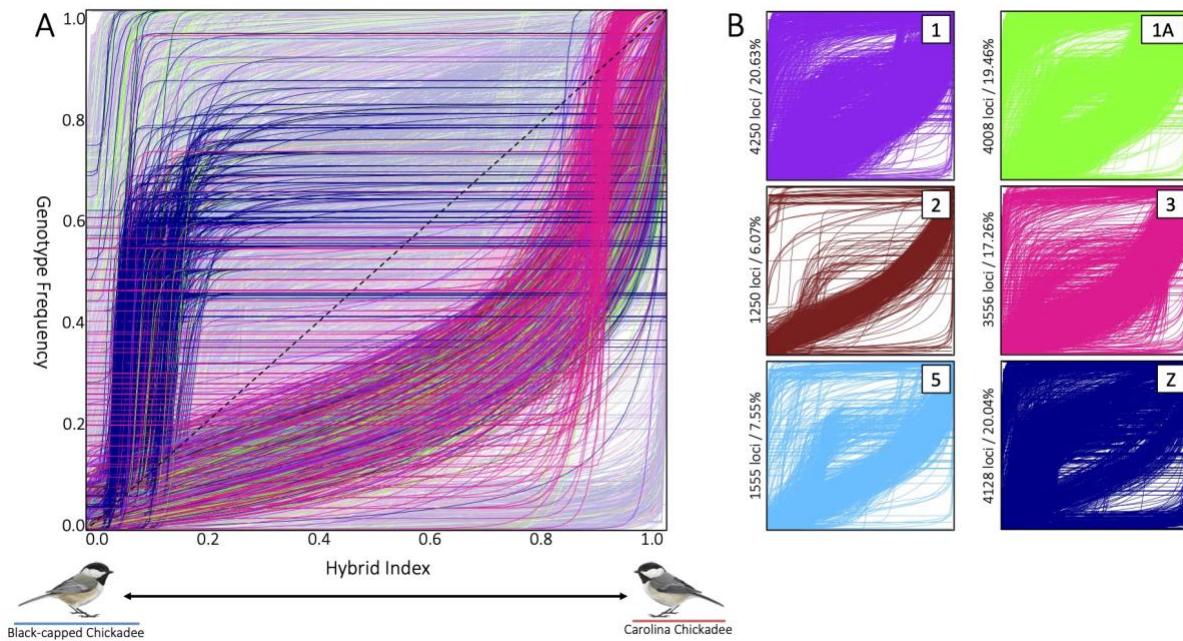 A
1.0
0.8
0.6
0.4
0.2
0.0
Genotype Frequency
0.0 0.2 0.4 0.6 0.8 1.0
Hybrid Index
Black-capped Chickadee
Carolina Chickadee
B
1
4250 loci / 20.63%
1A
4008 loci / 19.46%
2
1250 loci / 6.07%
3
3556 loci / 17.26%
5
1555 loci / 7.55%
Z
4128 loci / 20.04%